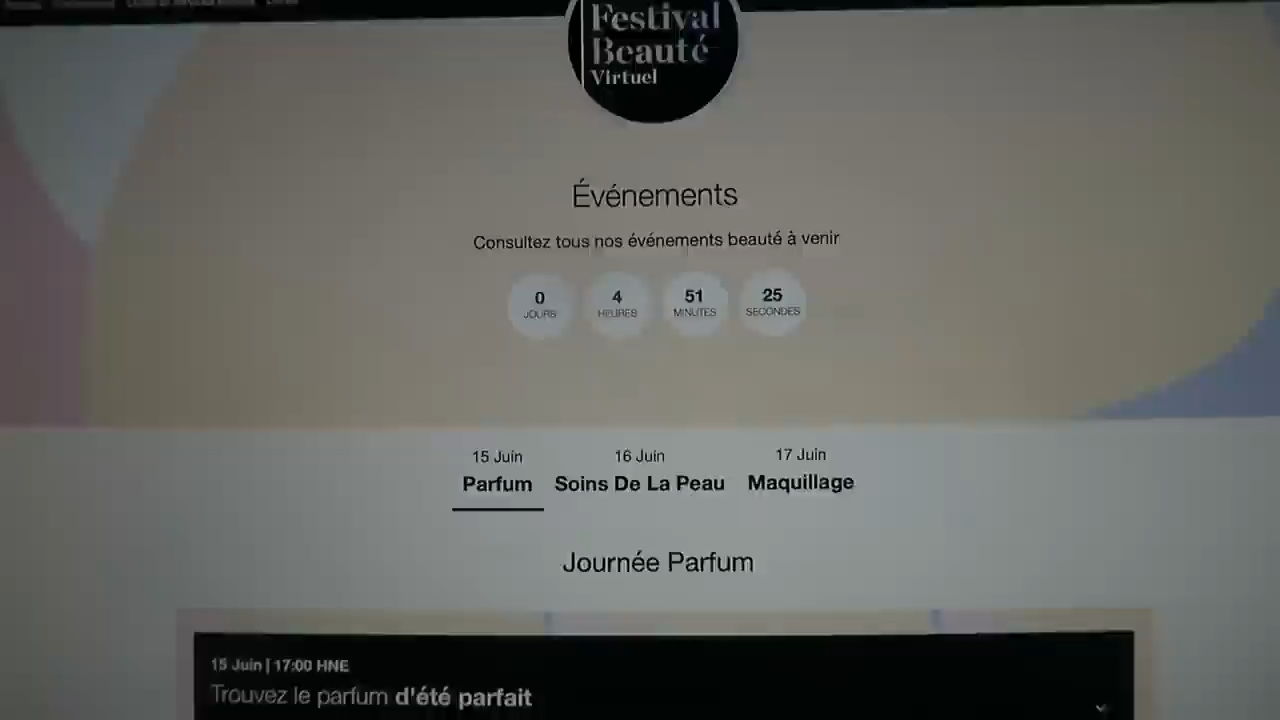 Festival
Beauté
Virtuel
Événements
Consultez tous nos événements beauté à venir
0 4 51 25
JOURS HEURES MINUTES SECONDES
15 Juin 16 Juin 17 Juin
Parfum Soins De La Peau Maquillage
Journée Parfum
15 Juin | 17:00 HNE
Trouvez le parfum d'été parfait